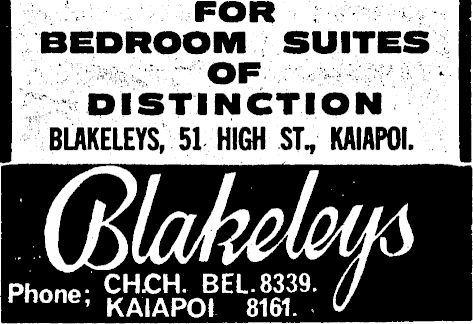 FOR
BEDROOM SUITES
OF
DISTINCTION
BLAKELEYS, 51 HIGH ST., KAIAPOI.
Blakeleys
Phone; CH.CH. BEL. 8339.
KAIAPOI 8161.